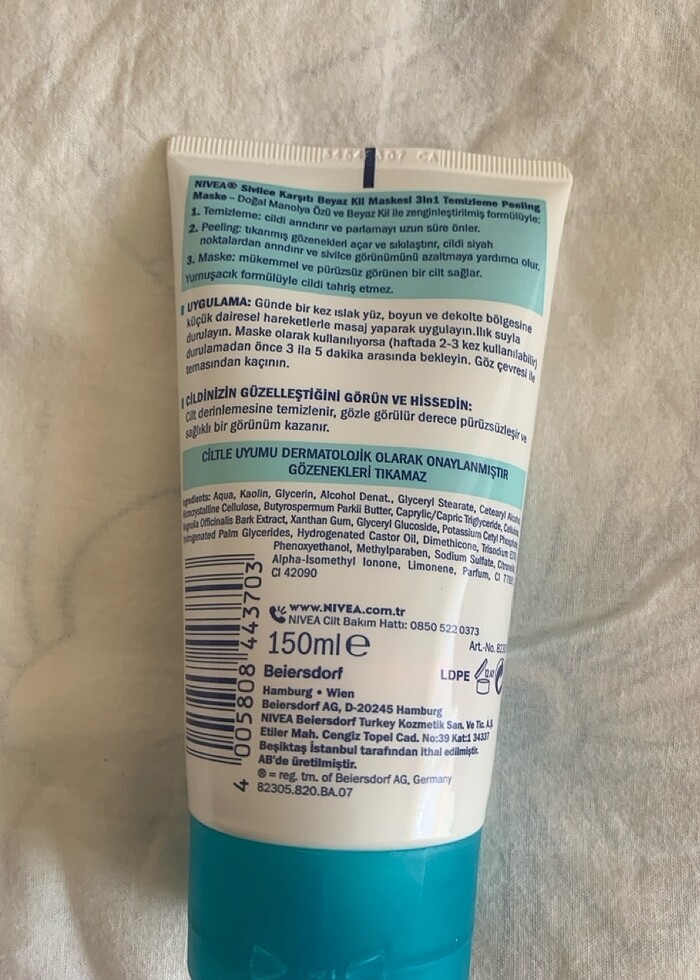 NIVEA® Sivilce Karşıtı Beyaz Kil Maskesi 3in1 Temizleme Peeling
Maske – Doğal Manolya Özü ve Beyaz Kil ile zenginleştirilmiş formülüyle:
1. Temizleme: cildi arındırır ve parlamayı uzun süre önler.
2. Peeling: tıkanmış gözenekleri açar ve sıkılaştırır, cildi siyah
noktalardan arındırır ve sivilce görünümünü azaltmaya yardımcı olur.
3. Maske: mükemmel ve pürüzsüz görünen bir cilt sağlar.
Yumuşacık formülüyle cildi tahriş etmez.
UYGULAMA: Günde bir kez ıslak yüz, boyun ve dekolte bölgesine
küçük dairesel hareketlerle masaj yaparak uygulayın.Ilık suyla
durulayın. Maske olarak kullanılıyorsa (haftada 2-3 kez kullanılabilir)
durulamadan önce 3 ila 5 dakika arasında bekleyin. Göz çevresi ile
temasından kaçının.
CİLDİNİZİN GÜZELLEŞTİĞİNİ GÖRÜN VE HİSSEDİN:
Cilt derinlemesine temizlenir, gözle görülür derece pürüzsüzleşir ve
sağlıklı bir görünüm kazanır.
CİLTLE UYUMU DERMATOLOJİK OLARAK ONAYLANMIŞTIR
GÖZENEKLERİ TIKAMAZ
Ingredients: Aqua, Kaolin, Glycerin, Alcohol Denat., Glyceryl Stearate, Cetearyl
Microcrystalline Cellulose, Butyrospermum Parkii Butter, Caprylic/Capric Triglyceride,
Magnolia Officinalis Bark Extract, Xanthan Gum, Glyceryl Glucoside, Potassium Cetyl
Hydrogenated Palm Glycerides, Hydrogenated Castor Oil, Dimethicone, Trisodium
Phenoxyethanol, Methylparaben, Sodium Sulfate,
Alpha-Isomethyl Ionone, Limonene, Parfum, CI
CI 42090
www.NIVEA.com.tr
NIVEA Cilt Bakım Hattı: 0850 522 0373
150ml e
Art.-No.
Beiersdorf
LDPE 12 M
Hamburg • Wien
Beiersdorf AG, D-20245 Hamburg
NIVEA Beiersdorf Turkey Kozmetik San. Ve Tic. A.Ş.
Etiler Mah. Cengiz Topel Cad. No:39 Kat:1 34337
Beşiktaş İstanbul tarafından ithal edilmiştir.
AB'de üretilmiştir.
® = reg. tm. of Beiersdorf AG, Germany
82305.820.BA.07
4 005808 443703